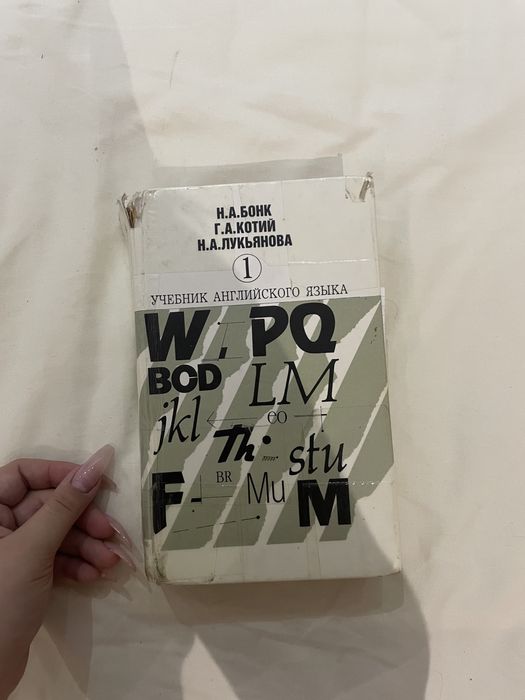 Н.А.БОНК
Г.А.КОТИЙ
Н.А.ЛУКЬЯНОВА
1
УЧЕБНИК АНГЛИЙСКОГО ЯЗЫКА
W. PQ
BCD LM
jkl eo
Th stu
BR
F- Mu M